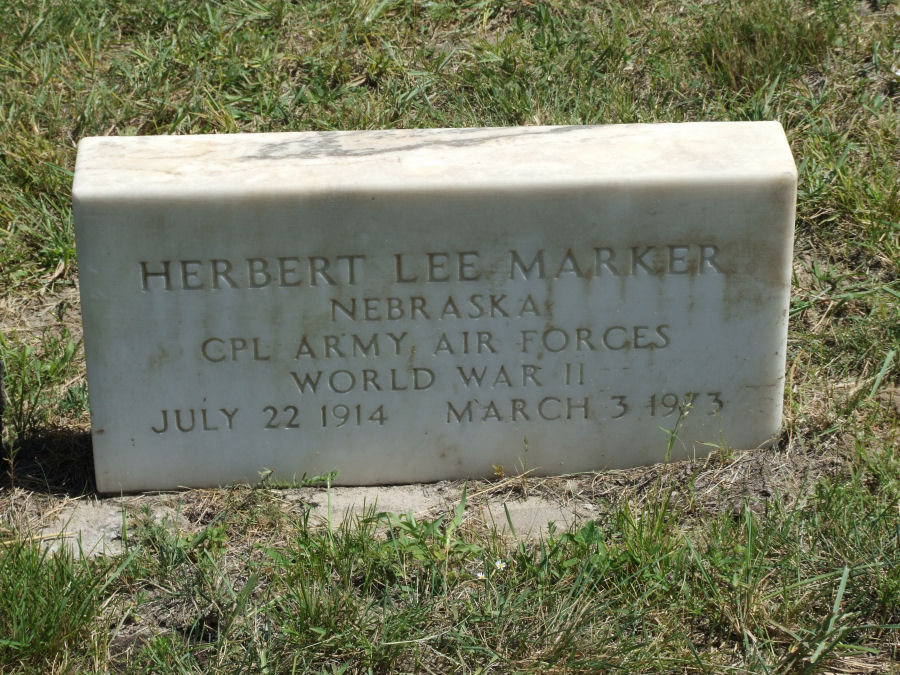 HERBERT LEE MARKER
NEBRASKA
CPL ARMY AIR FORCES
WORLD WAR II
JULY 22 1914 MARCH 3 1973